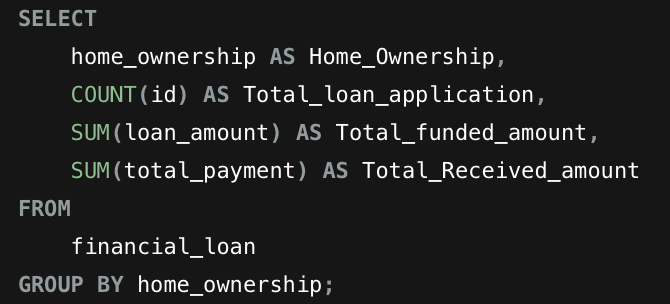 SELECT
    home_ownership AS Home_Ownership,
    COUNT(id) AS Total_loan_application,
    SUM(loan_amount) AS Total_funded_amount,
    SUM(total_payment) AS Total_Received_amount
FROM
    financial_loan
GROUP BY home_ownership;